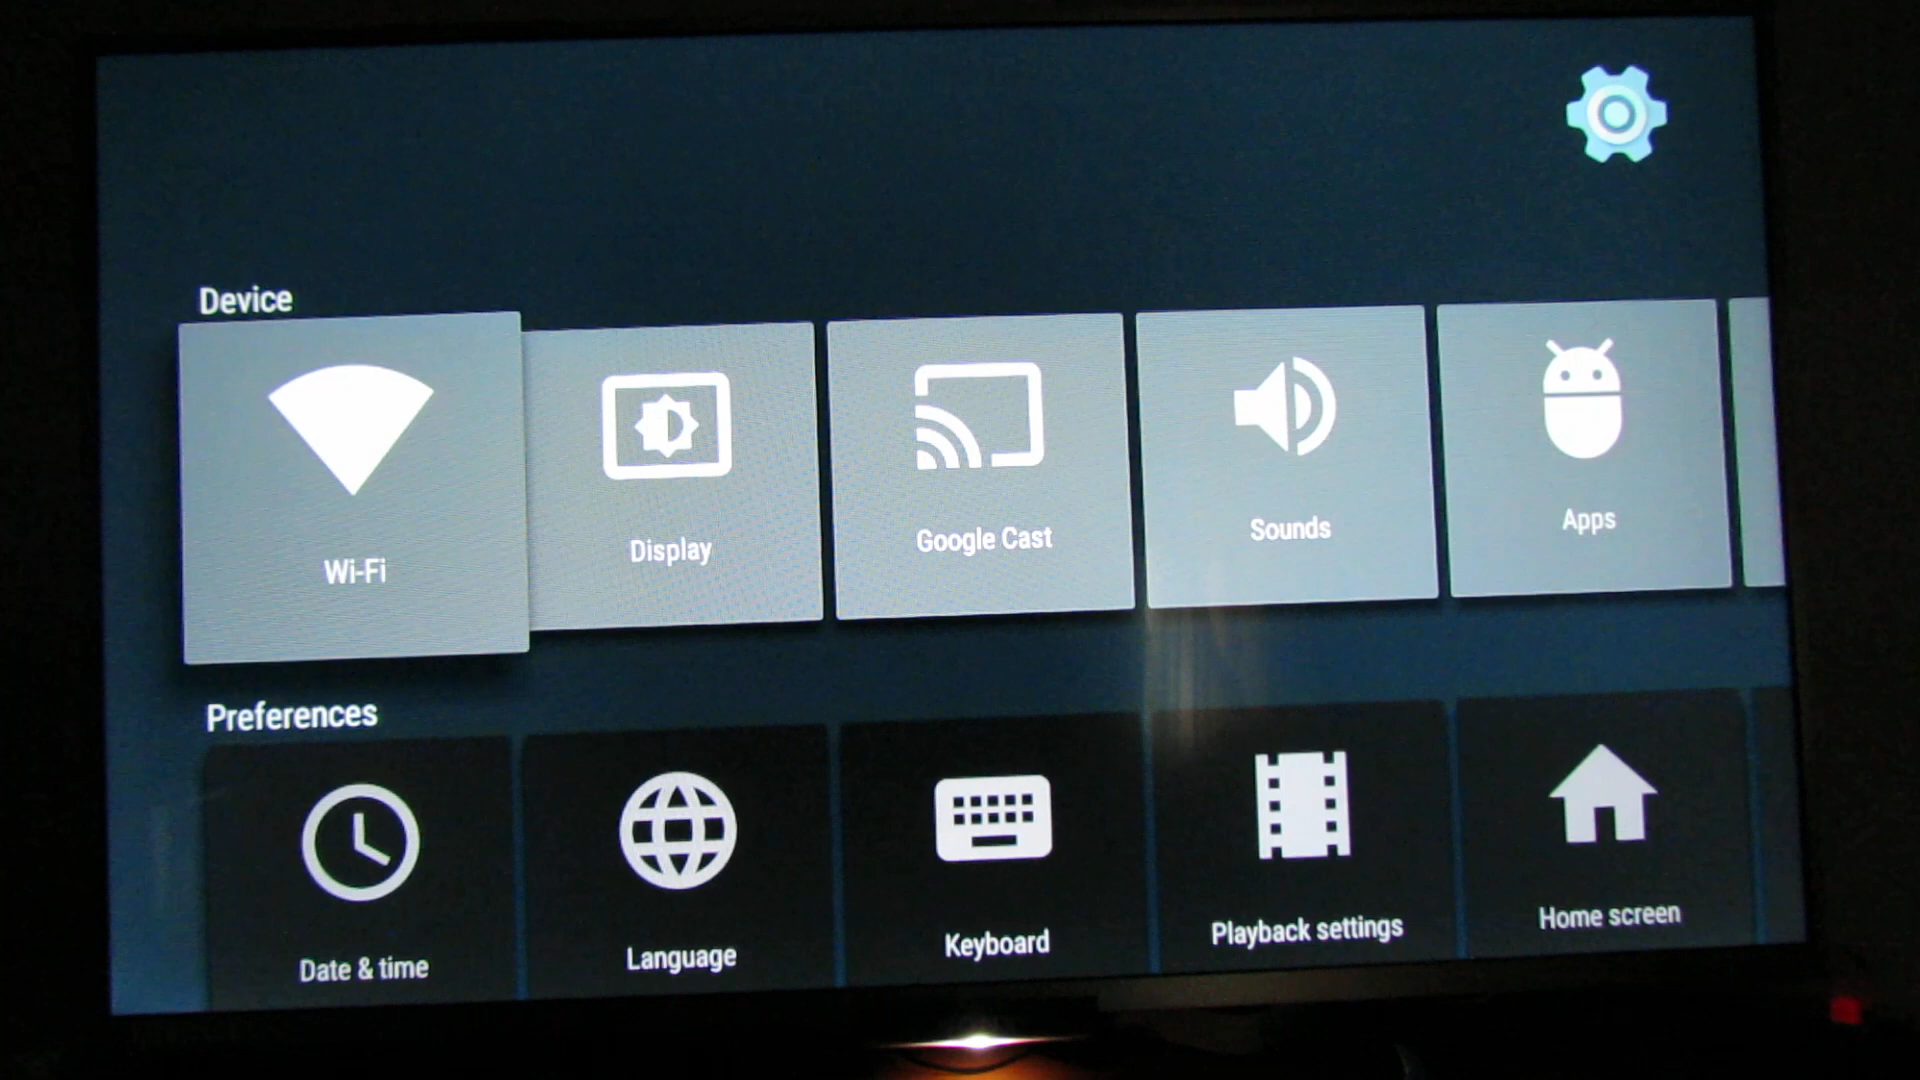 Device
Wi-Fi
Display
Google Cast
Sounds
Apps
Preferences
Date & time
Language
Keyboard
Playback settings
Home screen